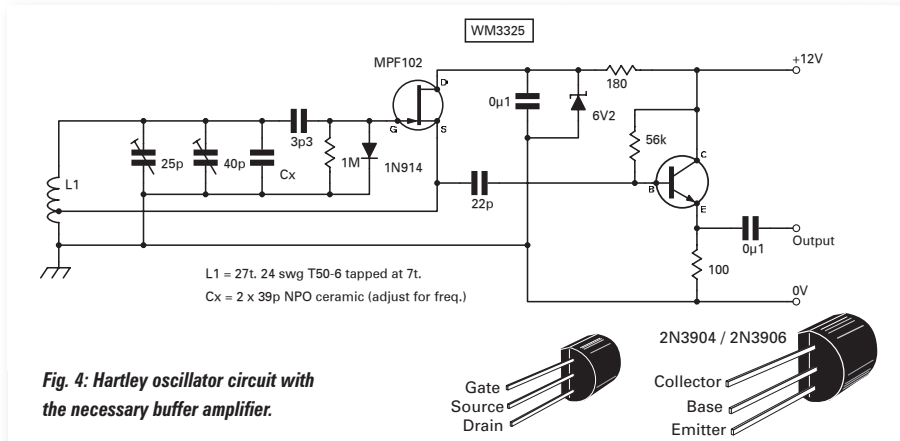 WM3325
MPF102
+12V
D
G
S
0µ1
6V2
180
56k
3p3
1M
1N914
25p
40p
Cx
L1
22p
C
B
E
0µ1
Output
100
0V
L1 = 27t. 24 swg T50-6 tapped at 7t.
Cx = 2 x 39p NPO ceramic (adjust for freq.)
2N3904 / 2N3906
Gate
Source
Drain
Collector
Base
Emitter
Fig. 4: Hartley oscillator circuit with
the necessary buffer amplifier.